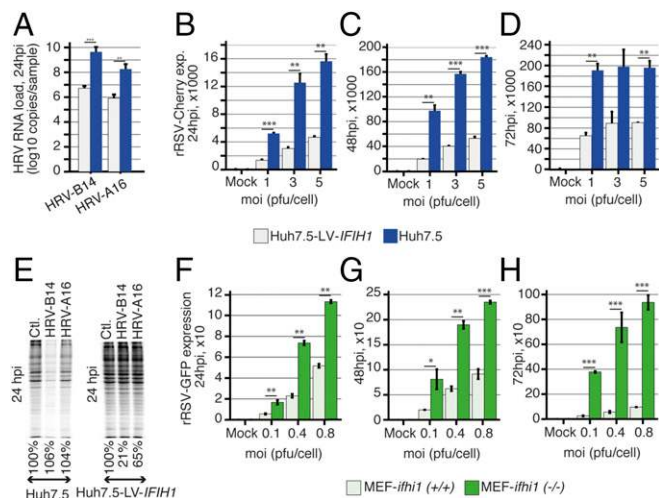 A
HRV RNA load, 24hpi
(log10 copies/sample)
10
8
6
4
2
0
***
**
HRV-B14
HRV-A16
B
rRSV-Cherry exp.
24hpi, x1000
16
12
8
4
0
***
**
**
Mock 1 3 5
moi (pfu/cell)
C
48hpi, x1000
200
160
120
80
40
0
**
***
***
Mock 1 3 5
moi (pfu/cell)
D
72hpi, x1000
280
240
200
160
120
80
40
0
**
**
Mock 1 3 5
moi (pfu/cell)
Huh7.5-LV-IFIH1 Huh7.5
E
24 hpi
Ctl.
HRV-B14
HRV-A16
100%
106%
104%
Huh7.5
24 hpi
Ctl.
HRV-B14
HRV-A16
100%
21%
65%
Huh7.5-LV-IFIH1
F
rRSV-GFP expression
24hpi, x10
12
10
8
6
4
2
0
**
**
**
Mock 0.1 0.4 0.8
moi (pfu/cell)
G
48hpi, x10
25
20
15
10
5
0
*
**
***
Mock 0.1 0.4 0.8
moi (pfu/cell)
H
72hpi, x10
100
80
60
40
20
0
***
***
***
Mock 0.1 0.4 0.8
moi (pfu/cell)
MEF-ifhi1 (+/+) MEF-ifhi1 (-/-)